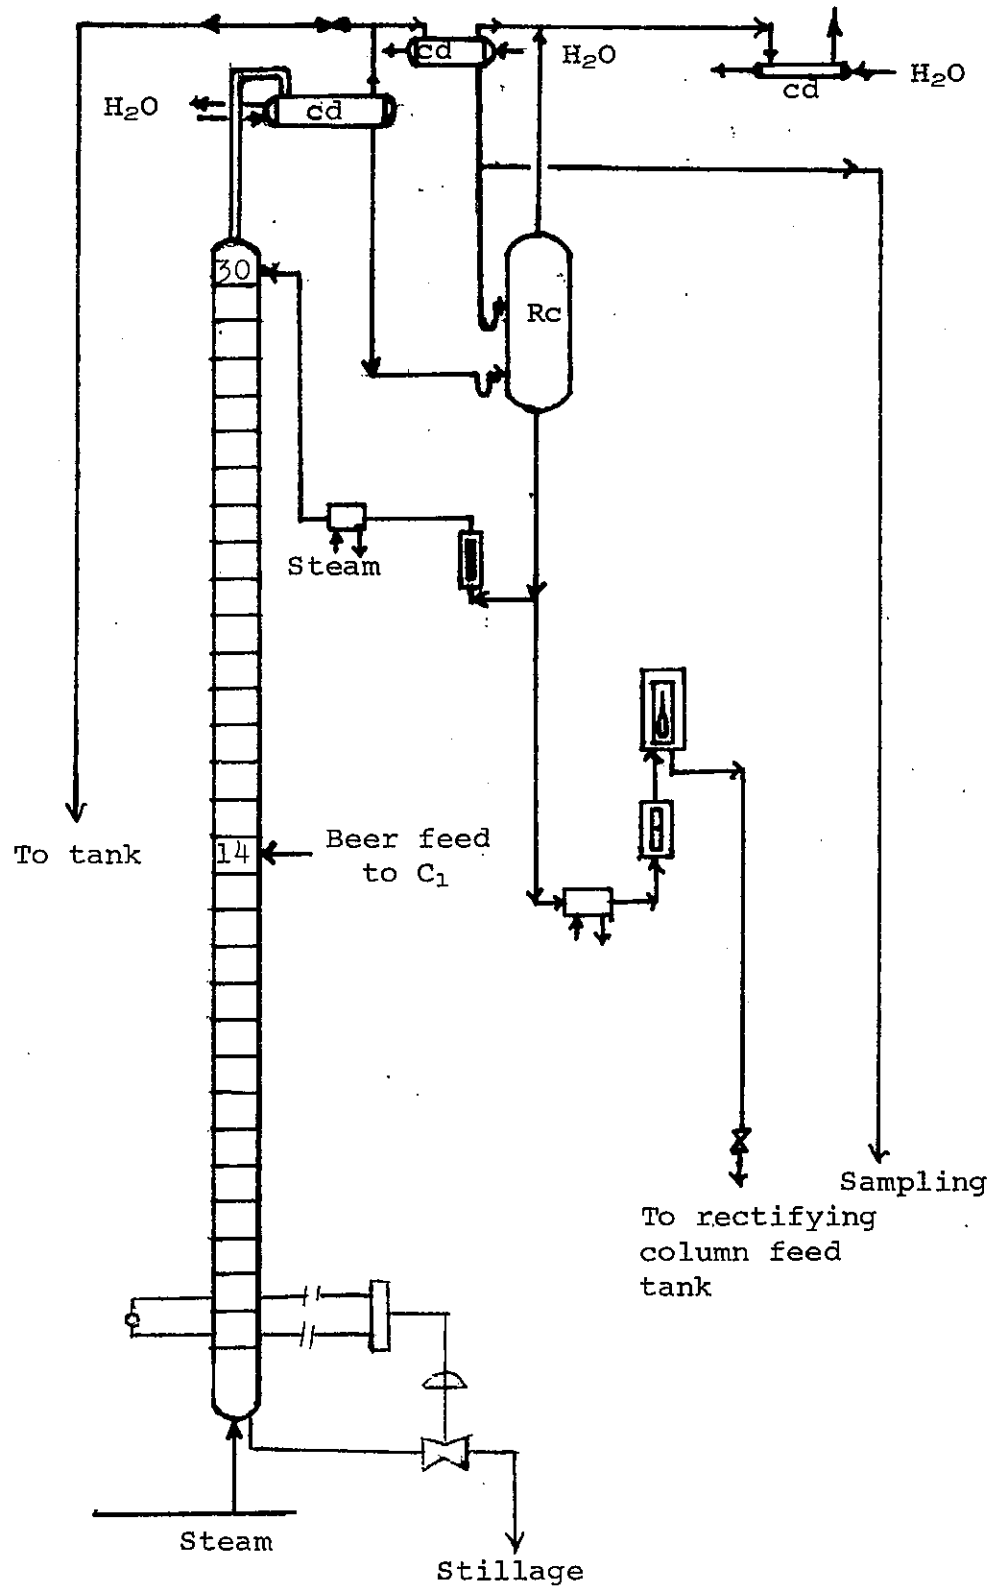 cd
H₂O
H₂O
cd
H₂O
cd
30
Rc
Steam
To tank
14
Beer feed
to C₁
Sampling
To rectifying
column feed
tank
Steam
Stillage